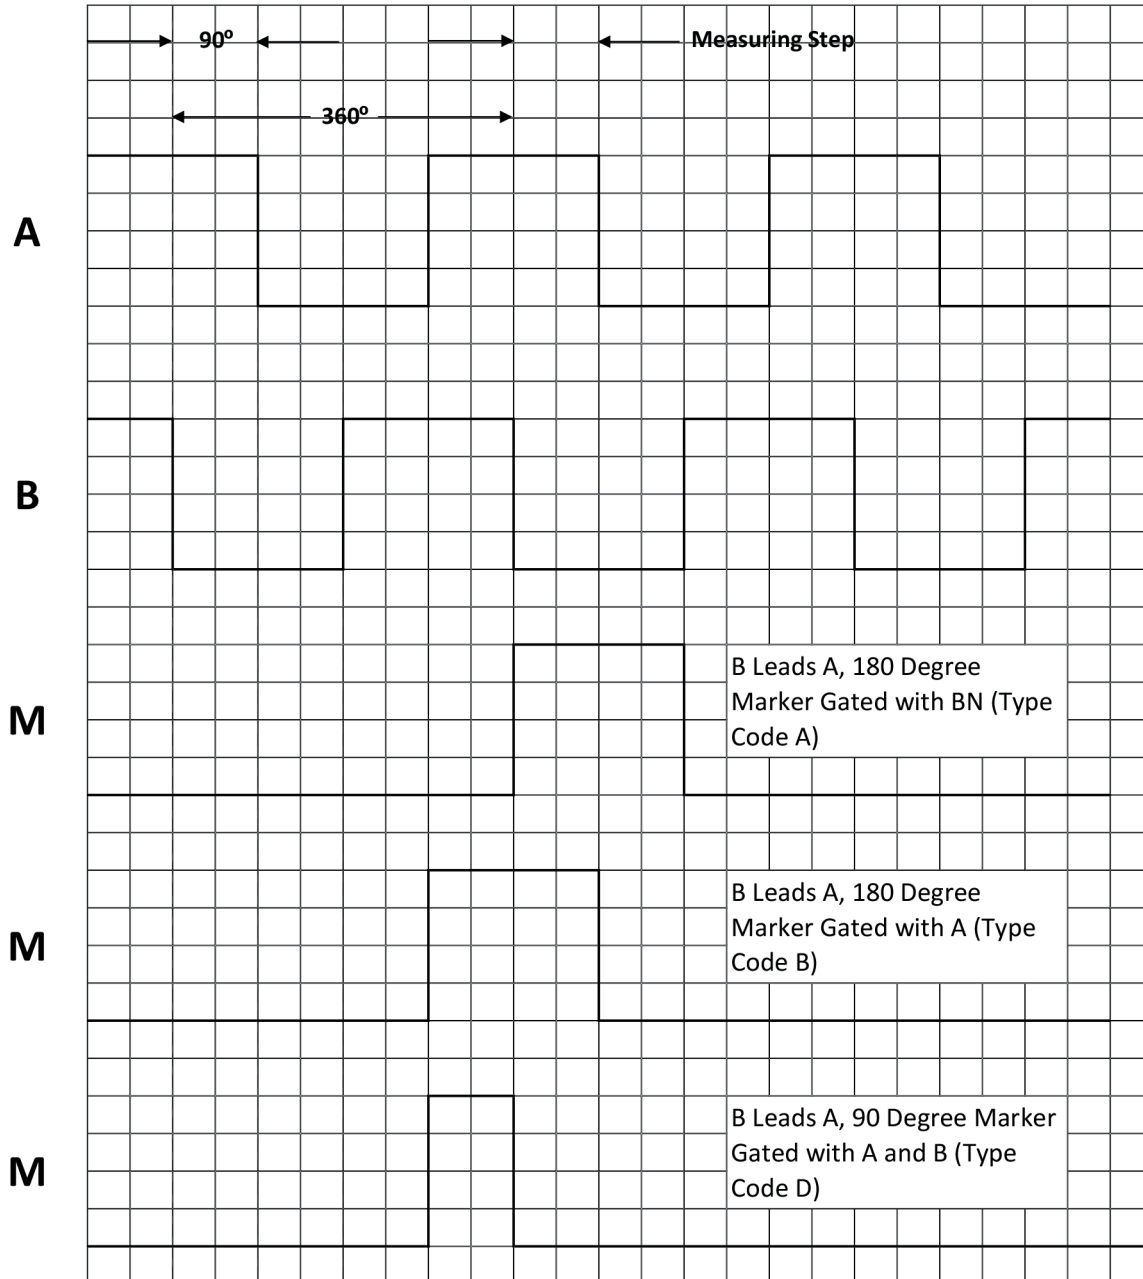 90º
Measuring Step
360º
A
B
M
B Leads A, 180 Degree
Marker Gated with BN (Type
Code A)
M
B Leads A, 180 Degree
Marker Gated with A (Type
Code B)
M
B Leads A, 90 Degree Marker
Gated with A and B (Type
Code D)